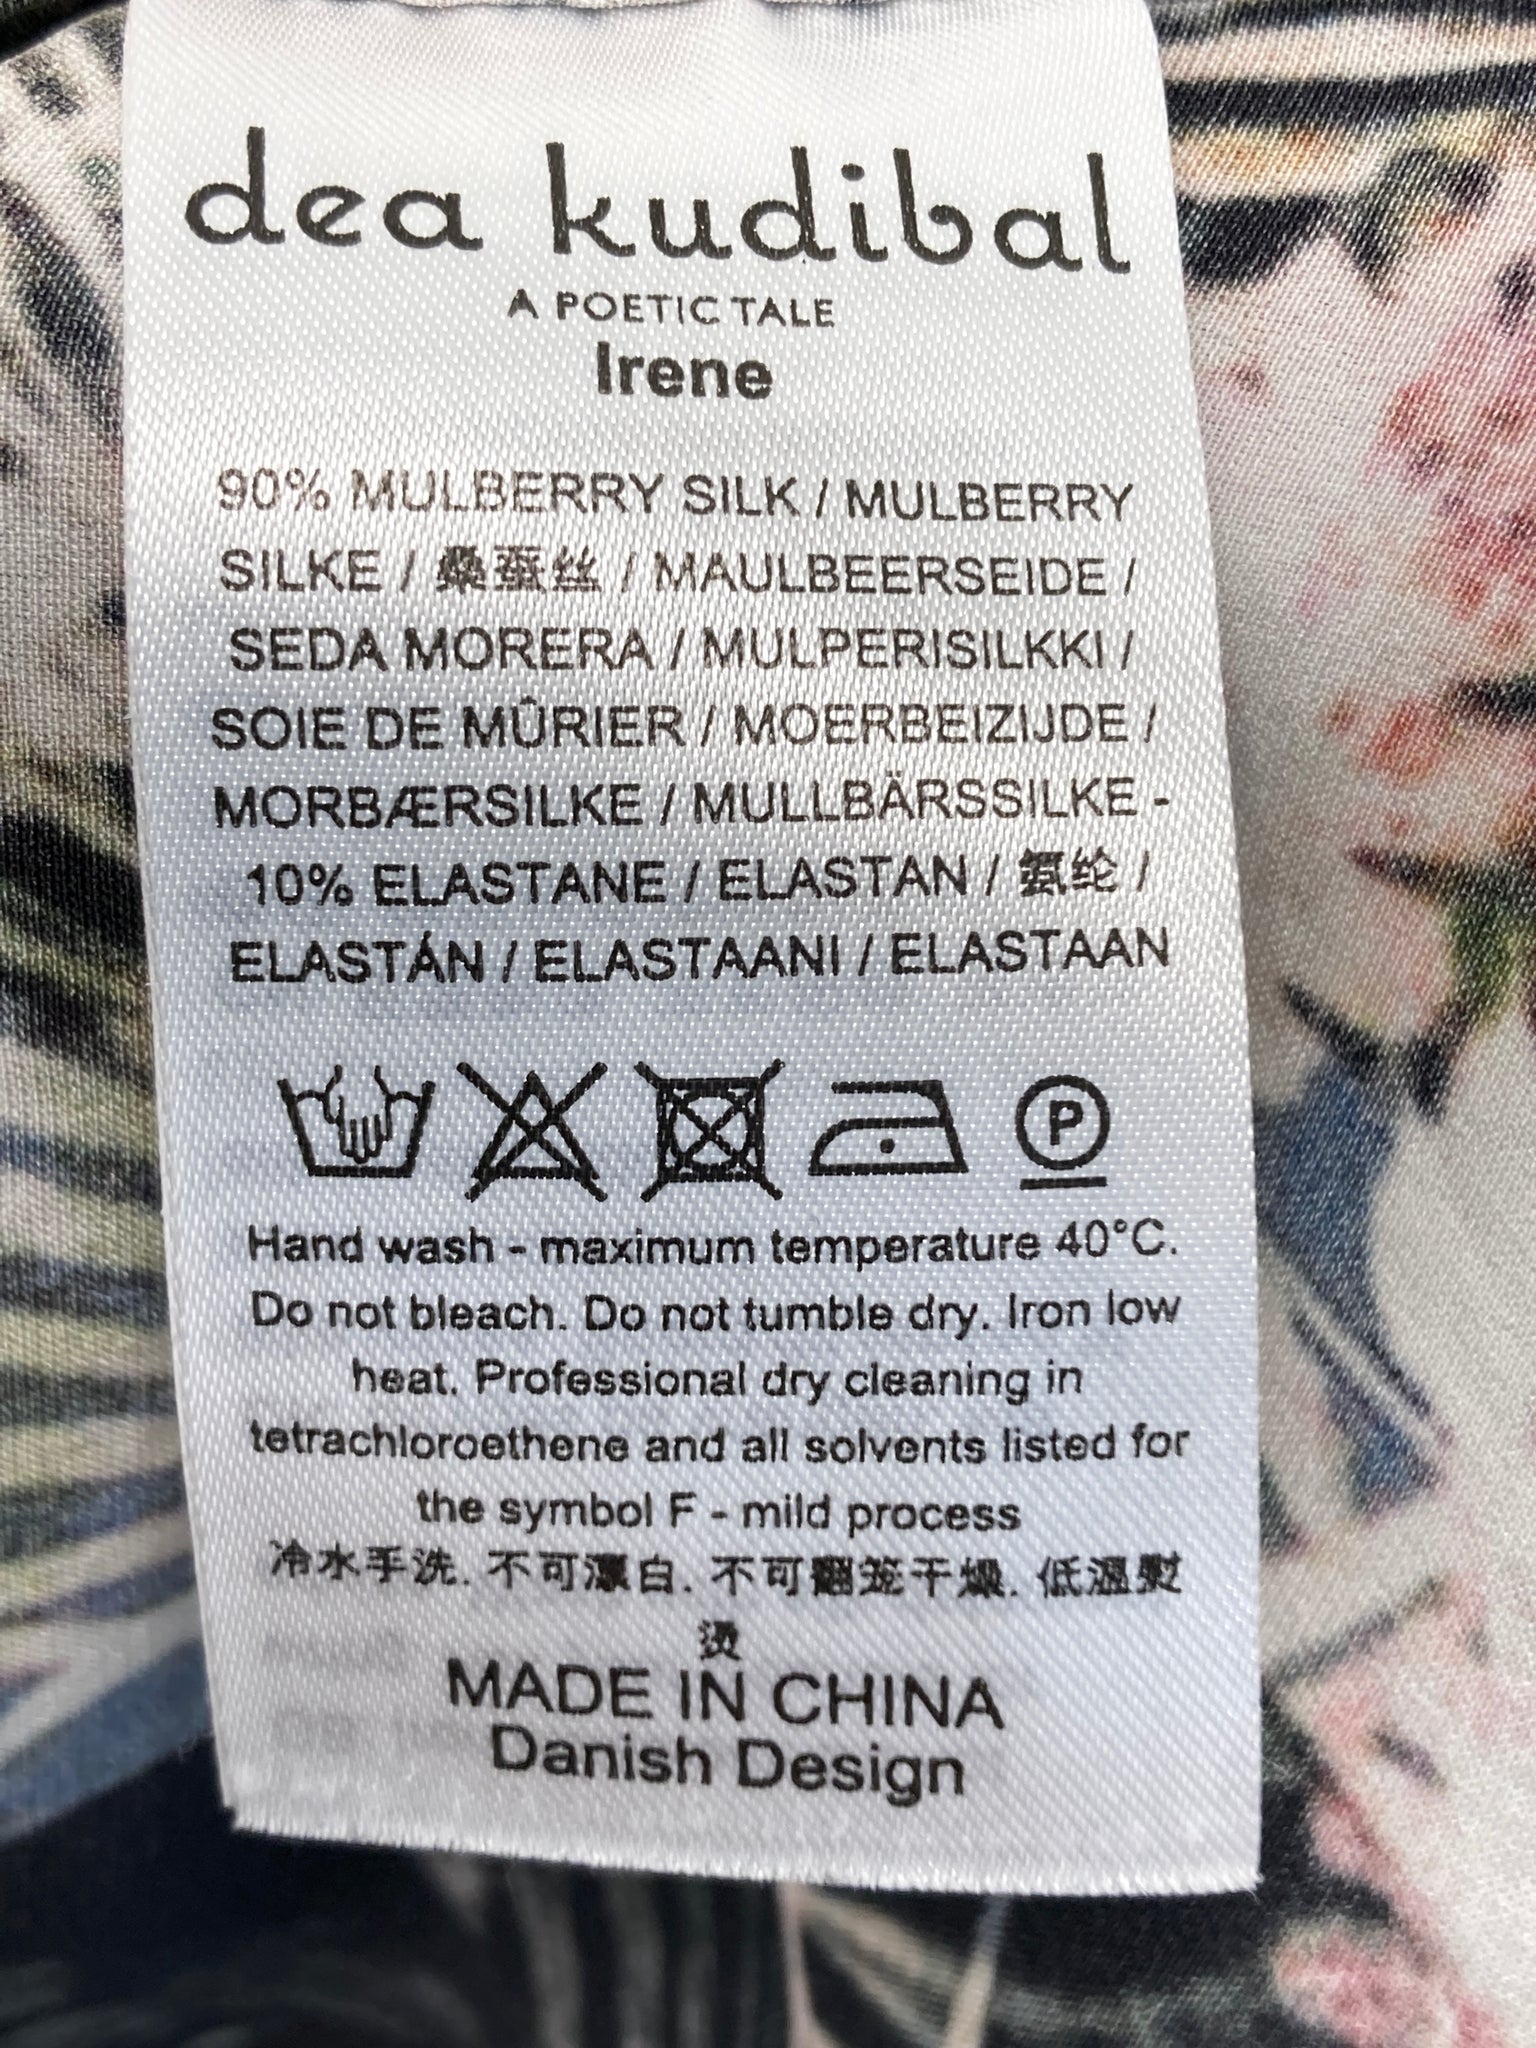 dea kudibal
A POETIC TALE
Irene
90% MULBERRY SILK / MULBERRY
SILKE / 桑蚕丝 / MAULBEERSEIDE /
SEDA MORERA / MULPERISILKKI /
SOIE DE MÛRIER / MOERBEIZIJDE /
MORBÆRSILKE / MULLBÄRSSILKE -
10% ELASTANE / ELASTAN / 氨纶 /
ELASTÁN / ELASTAANI / ELASTAAN
P
Hand wash - maximum temperature 40°C.
Do not bleach. Do not tumble dry. Iron low
heat. Professional dry cleaning in
tetrachloroethene and all solvents listed for
the symbol F - mild process
冷水手洗. 不可漂白. 不可翻笼干燥. 低温熨
烫
MADE IN CHINA
Danish Design